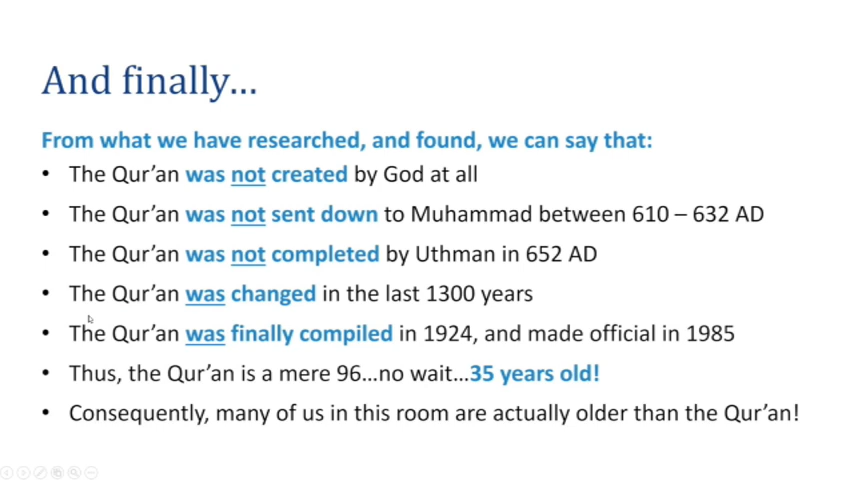 And finally...
From what we have researched, and found, we can say that:
• The Qur’an was not created by God at all
• The Qur’an was not sent down to Muhammad between 610 – 632 AD
• The Qur’an was not completed by Uthman in 652 AD
• The Qur’an was changed in the last 1300 years
• The Qur’an was finally compiled in 1924, and made official in 1985
• Thus, the Qur’an is a mere 96...no wait...35 years old!
• Consequently, many of us in this room are actually older than the Qur’an!